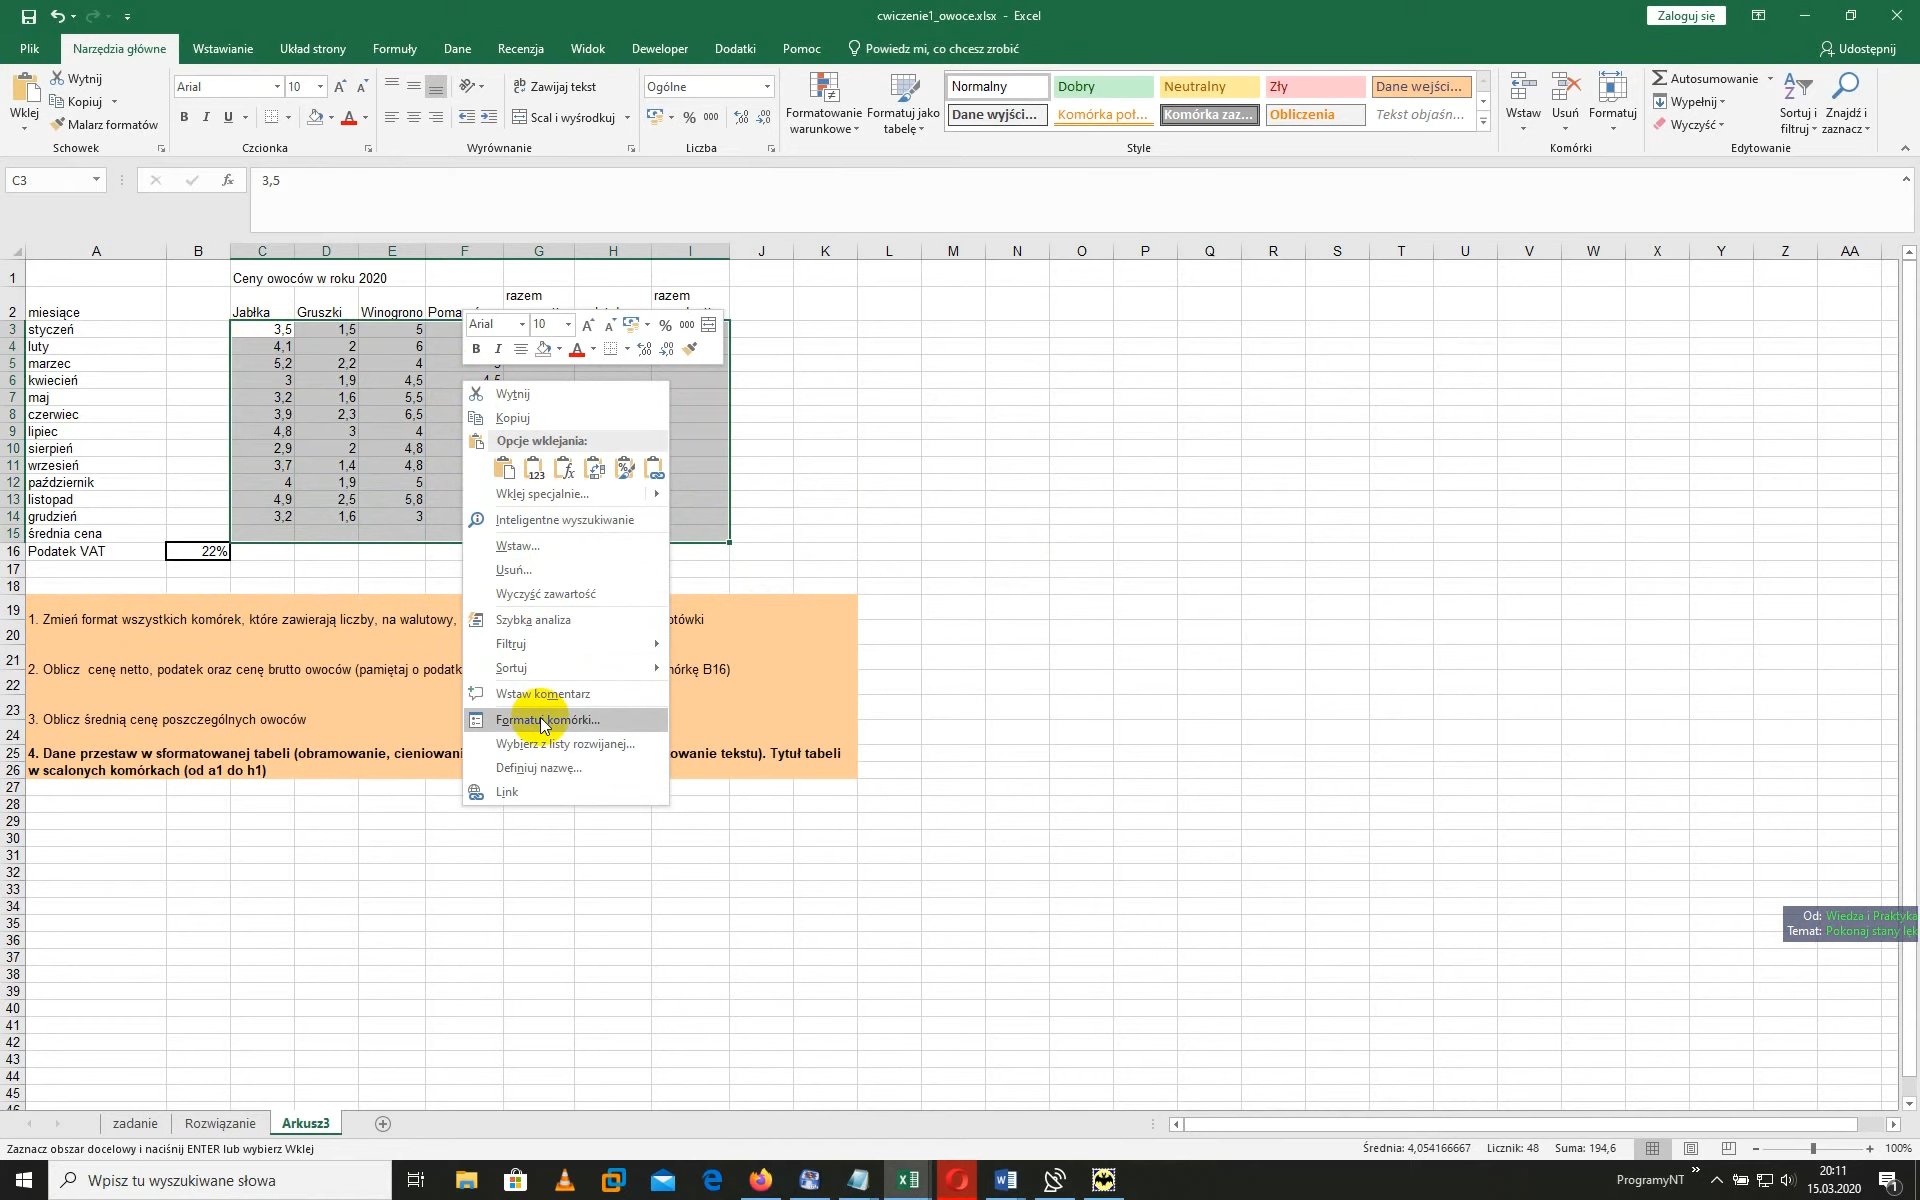 cwiczenie1_owoce.xlsx - Excel
Zaloguj się
Plik Narzędzia główne Wstawianie Układ strony Formuły Dane Recenzja Widok Deweloper Dodatki Pomoc Powiedz mi, co chcesz zrobić Udostępnij
Wklej
Wytnij
Kopiuj
Malarz formatów
Schowek
Arial 10
B I U
Czcionka
Zawijaj tekst
Scal i wyśrodkuj
Wyrównanie
Ogólne
% 000
Liczba
Formatowanie warunkowe
Formatuj jako tabelę
Normalny Dobry Neutralny Zły Dane wejści...
Dane wyjści... Komórka poł... Komórka zaz... Obliczenia Tekst objaśn...
Style
Wstaw Usuń Formatuj
Komórki
Autosumowanie
Wypełnij
Wyczyść
Sortuj i filtruj
Znajdź i zaznacz
Edytowanie
C3 fx 3,5
A B C D E F G H I J K L M N O P Q R S T U V W X Y Z AA
1 Ceny owoców w roku 2020
razem razem
2 miesiące Jabłka Gruszki Winogrono Poma
3 styczeń 3,5 1,5 5
4 luty 4,1 2 6
5 marzec 5,2 2,2 4
6 kwiecień 3 1,9 4,5 4,5
7 maj 3,2 1,6 5,5
8 czerwiec 3,9 2,3 6,5
9 lipiec 4,8 3 4
10 sierpień 2,9 2 4,8
11 wrzesień 3,7 1,4 4,8
12 październik 4 1,9 5
13 listopad 4,9 2,5 5,8
14 grudzień 3,2 1,6 3
15 średnia cena
16 Podatek VAT 22%
17
18
19
1. Zmień format wszystkich komórek, które zawierają liczby, na walutowy, otówki
20
21
2. Oblicz cenę netto, podatek oraz cenę brutto owoców (pamiętaj o podatk mórkę B16)
22
23
3. Oblicz średnią cenę poszczególnych owoców
24
25 4. Dane przestaw w sformatowanej tabeli (obramowanie, cieniowani owanie tekstu). Tytuł tabeli
26 w scalonych komórkach (od a1 do h1)
27
28
29
30
31
32
33
34
35
36
37
38
39
40
41
42
43
44
45
46
Arial 10 % 000
B I
Wytnij
Kopiuj
Opcje wklejania:
123
Wklej specjalnie...
Inteligentne wyszukiwanie
Wstaw...
Usuń...
Wyczyść zawartość
Szybka analiza
Filtruj
Sortuj
Wstaw komentarz
Formatuj komórki...
Wybierz z listy rozwijanej...
Definiuj nazwę...
Link
Od: Wiedza i Praktyka
Temat: Pokonaj stany lęk
zadanie Rozwiązanie Arkusz3
Zaznacz obszar docelowy i naciśnij ENTER lub wybierz Wklej
Średnia: 4,054166667 Licznik: 48 Suma: 194,6 100%
Wpisz tu wyszukiwane słowa
ProgramyNT
20:11
15.03.2020